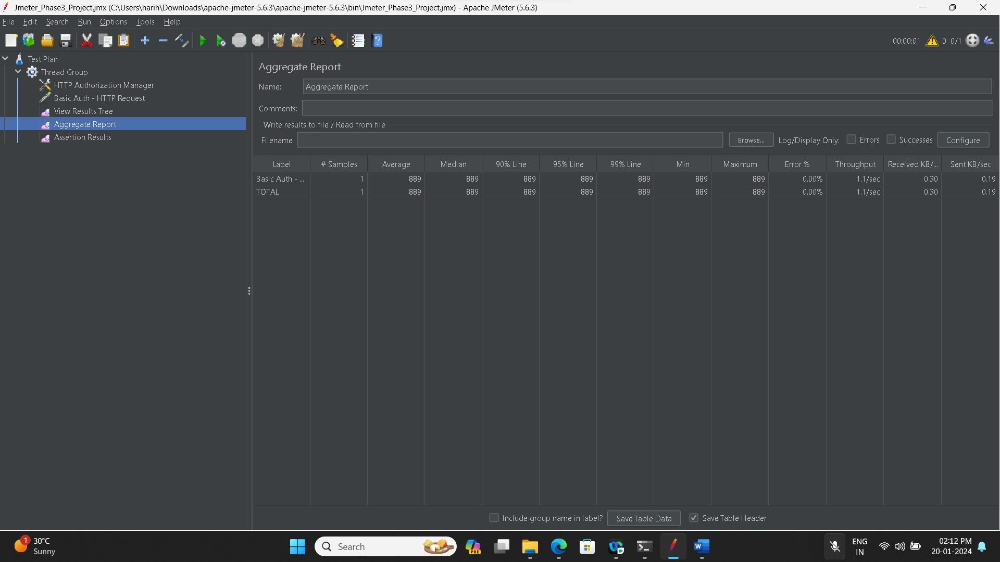 Jmeter_Phase3_Project.jmx (C:\Users\harih\Downloads\apache-jmeter-5.6.3\apache-jmeter-5.6.3\bin\Jmeter_Phase3_Project.jmx) - Apache JMeter (5.6.3)
File Edit Search Run Options Tools Help
STOP
?
00:00:01 0 0/1
Test Plan
Thread Group
HTTP Authorization Manager
Basic Auth - HTTP Request
View Results Tree
Aggregate Report
Assertion Results
Aggregate Report
Name: Aggregate Report
Comments:
Write results to file / Read from file
Filename Browse... Log/Display Only: Errors Successes Configure
Label # Samples Average Median 90% Line 95% Line 99% Line Min Maximum Error % Throughput Received KB/... Sent KB/sec
Basic Auth - ... 1 889 889 889 889 889 889 889 0.00% 1.1/sec 0.30 0.19
TOTAL 1 889 889 889 889 889 889 889 0.00% 1.1/sec 0.30 0.19
Include group name in label? Save Table Data Save Table Header
1 30°C
Sunny
Search
PRE
W
ENG
IN
02:12 PM
20-01-2024